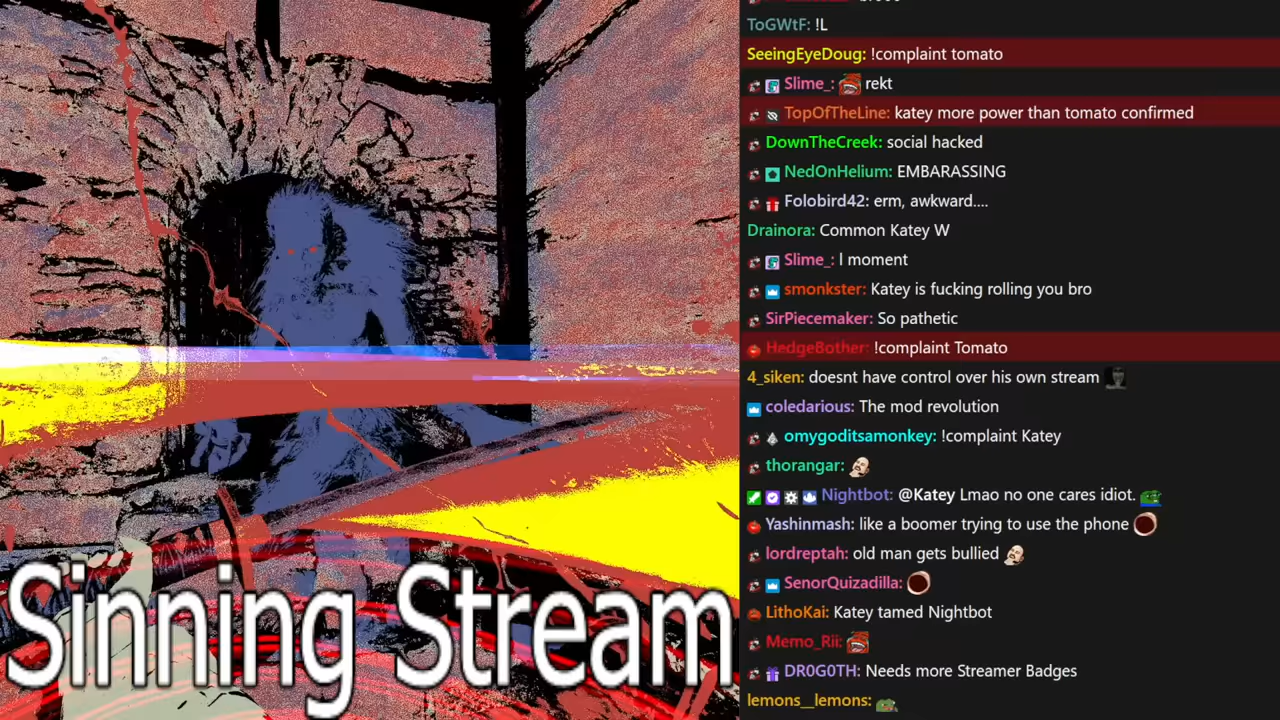 ToGWtF: !L
SeeingEyeDoug: !complaint tomato
Slime_: rekt
TopOfTheLine: katey more power than tomato confirmed
DownTheCreek: social hacked
NedOnHelium: EMBARASSING
Folobird42: erm, awkward....
Drainora: Common Katey W
Slime_: l moment
smonkster: Katey is fucking rolling you bro
SirPiecemaker: So pathetic
HedgeBother: !complaint Tomato
4_siken: doesnt have control over his own stream
coledarious: The mod revolution
omygoditsamonkey: !complaint Katey
thorangar:
Nightbot: @Katey Lmao no one cares idiot.
Yashinmash: like a boomer trying to use the phone
lordreptah: old man gets bullied
SenorQuizadilla:
LithoKai: Katey tamed Nightbot
Memo_Rii:
DR0G0TH: Needs more Streamer Badges
lemons__lemons:
Sinning Stream